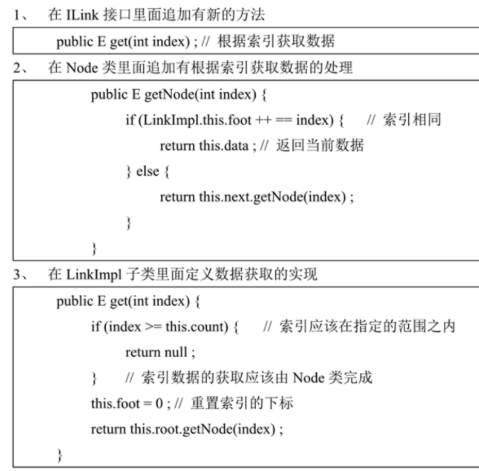 1、 在 ILink 接口里面追加有新的方法
public E get(int index) ; // 根据索引获取数据
2、 在 Node 类里面追加有根据索引获取数据的处理
public E getNode(int index) {
if (LinkImpl.this.foot ++ == index) { // 索引相同
return this.data ; // 返回当前数据
} else {
return this.next.getNode(index) ;
}
}
3、 在 LinkImpl 子类里面定义数据获取的实现
public E get(int index) {
if (index >= this.count) { // 索引应该在指定的范围之内
return null ;
} // 索引数据的获取应该由 Node 类完成
this.foot = 0 ; // 重置索引的下标
return this.root.getNode(index) ;
}